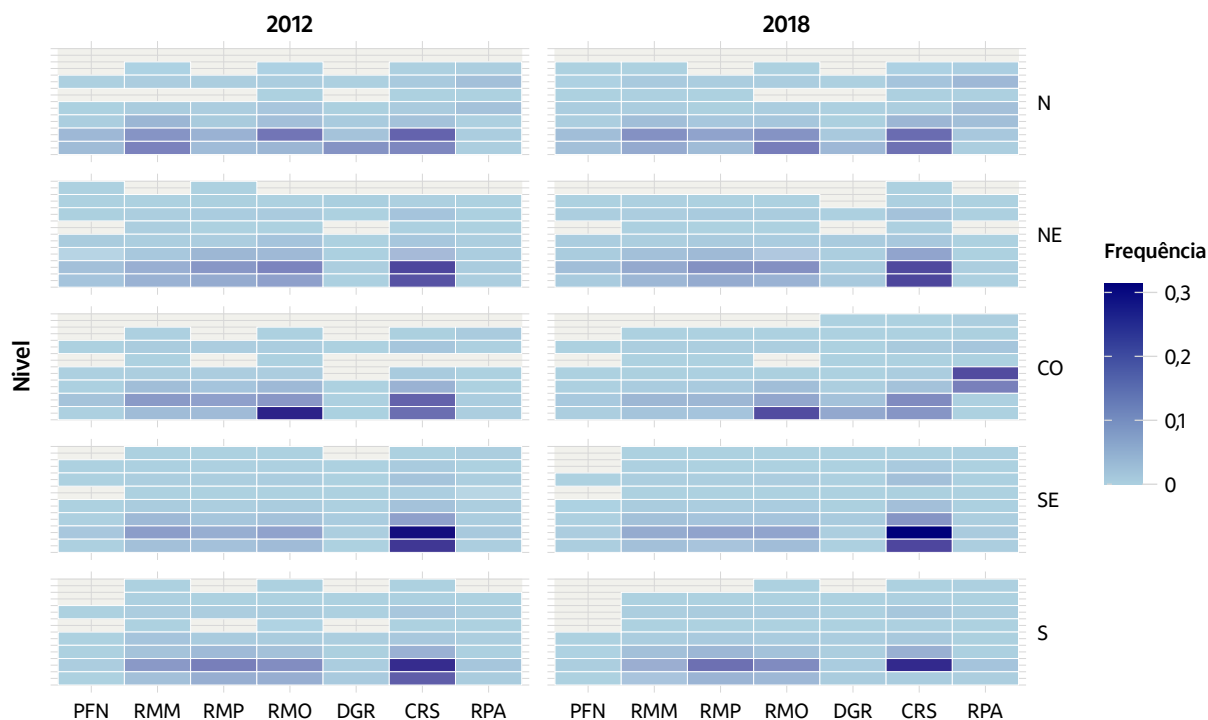 2012 2018
N
NE
Frequência
0,3
CO
Nivel
0,2
0,1
0
SE
S
PFN RMM RMP RMO DGR CRS RPA PFN RMM RMP RMO DGR CRS RPA